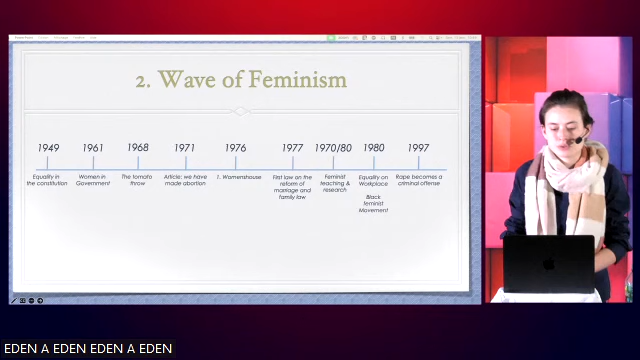 2. Wave of Feminism
1949 1961 1968 1971 1976 1977 1970/80 1980 1997
Equality in
the constitution
Women in
Government
The tomato
throw
Article: we have
made abortion
1. Womenshouse
First law on the
reform of
marriage and
family law
Feminist
teaching &
research
Equality on
Workplace
Black
feminist
Movement
Rape becomes a
criminal offense
EDEN A EDEN EDEN A EDEN